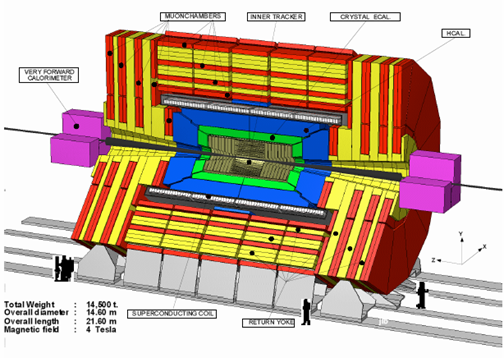 MUONCHAMBERS
INNER TRACKER
CRYSTAL ECAL.
HCAL.
VERY FORWARD
CALORIMETER
Y
X
Z
Total Weight : 14,500 t.
Overall diameter : 14.60 m
Overall length : 21.60 m
Magnetic field : 4 Tesla
SUPERCONDUCTING COIL
RETURN YOKE